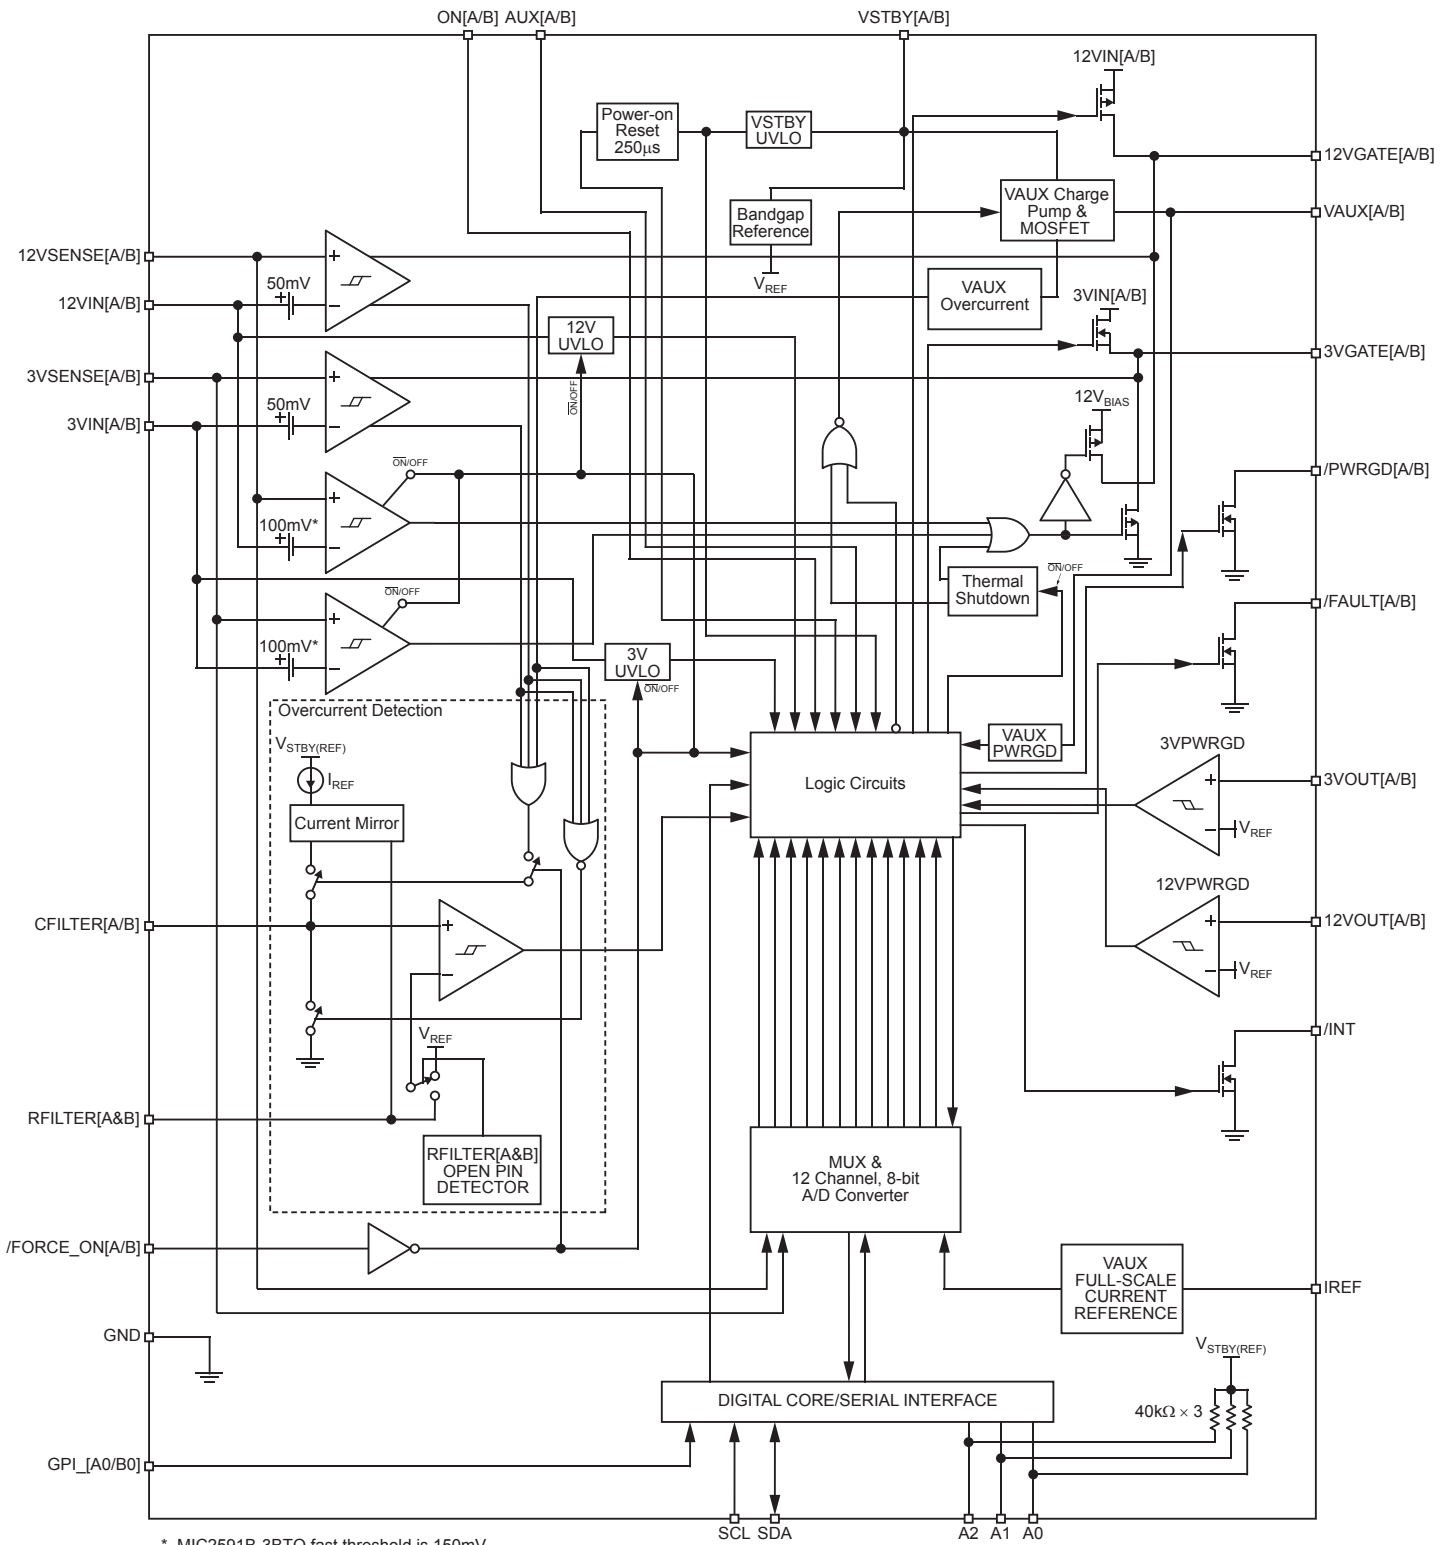 ON[A/B] AUX[A/B]
VSTBY[A/B]
12VIN[A/B]
Power-on
Reset
250µs
VSTBY
UVLO
12VGATE[A/B]
VAUX Charge
Pump &
MOSFET
VAUX[A/B]
Bandgap
Reference
VREF
12VSENSE[A/B]
+
50mV
+
12VIN[A/B]
−
VAUX
Overcurrent
3VIN[A/B]
12V
UVLO
3VGATE[A/B]
3VSENSE[A/B]
+
50mV
+
3VIN[A/B]
−
ON/OFF
12VBIAS
ON/OFF
/PWRGD[A/B]
+
100mV*
+
−
ON/OFF
Thermal
Shutdown
ON/OFF
/FAULT[A/B]
+
100mV*
+
−
3V
UVLO
ON/OFF
Overcurrent Detection
VSTBY(REF)
IREF
Current Mirror
Logic Circuits
VAUX
PWRGD
3VPWRGD
+
3VOUT[A/B]
−
VREF
12VPWRGD
CFILTER[A/B]
+
−
+
12VOUT[A/B]
−
VREF
VREF
/INT
RFILTER[A&B]
RFILTER[A&B]
OPEN PIN
DETECTOR
MUX &
12 Channel, 8-bit
A/D Converter
/FORCE_ON[A/B]
VAUX
FULL-SCALE
CURRENT
REFERENCE
IREF
GND
VSTBY(REF)
DIGITAL CORE/SERIAL INTERFACE
40kΩ × 3
GPI_[A0/B0]
SCL SDA
A2 A1 A0
* MIC2591B-3BTQ fast threshold is 150mV